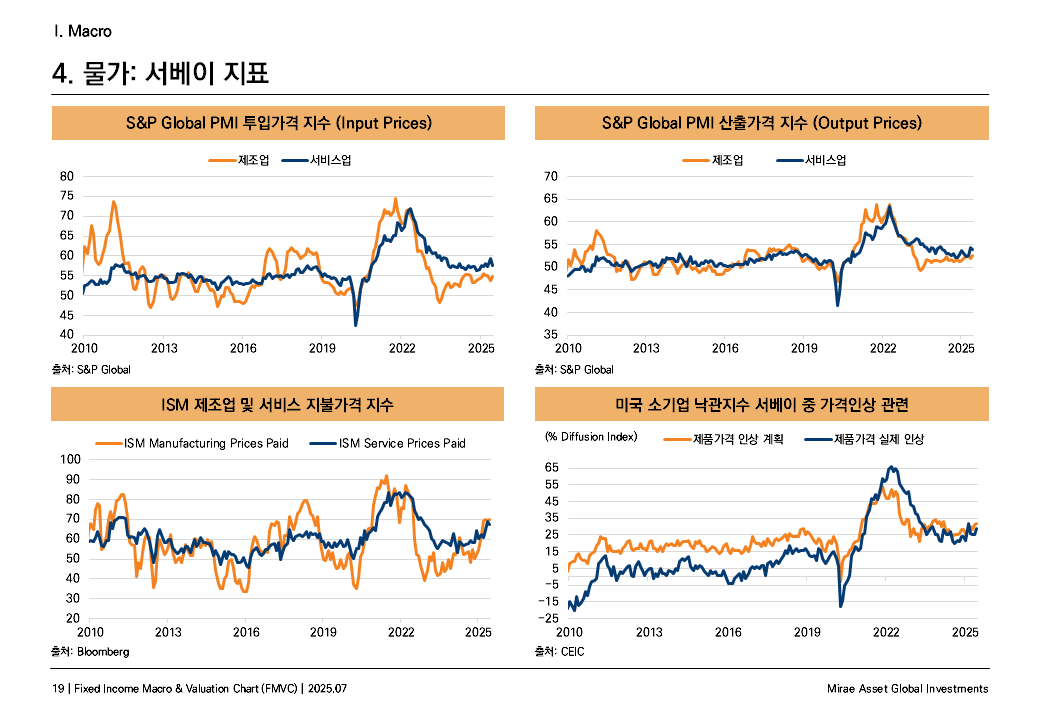 I. Macro
4. 물가: 서베이 지표
S&P Global PMI 투입가격 지수 (Input Prices)
제조업 서비스업
80
75
70
65
60
55
50
45
40
2010 2013 2016 2019 2022 2025
출처: S&P Global
S&P Global PMI 산출가격 지수 (Output Prices)
제조업 서비스업
70
65
60
55
50
45
40
35
2010 2013 2016 2019 2022 2025
출처: S&P Global
ISM 제조업 및 서비스 지불가격 지수
ISM Manufacturing Prices Paid ISM Service Prices Paid
100
90
80
70
60
50
40
30
20
2010 2013 2016 2019 2022 2025
출처: Bloomberg
미국 소기업 낙관지수 서베이 중 가격인상 관련
(% Diffusion Index) 제품가격 인상 계획 제품가격 실제 인상
65
55
45
35
25
15
5
-5
-15
-25
2010 2013 2016 2019 2022 2025
출처: CEIC
19 | Fixed Income Macro & Valuation Chart (FMVC) | 2025.07
Mirae Asset Global Investments